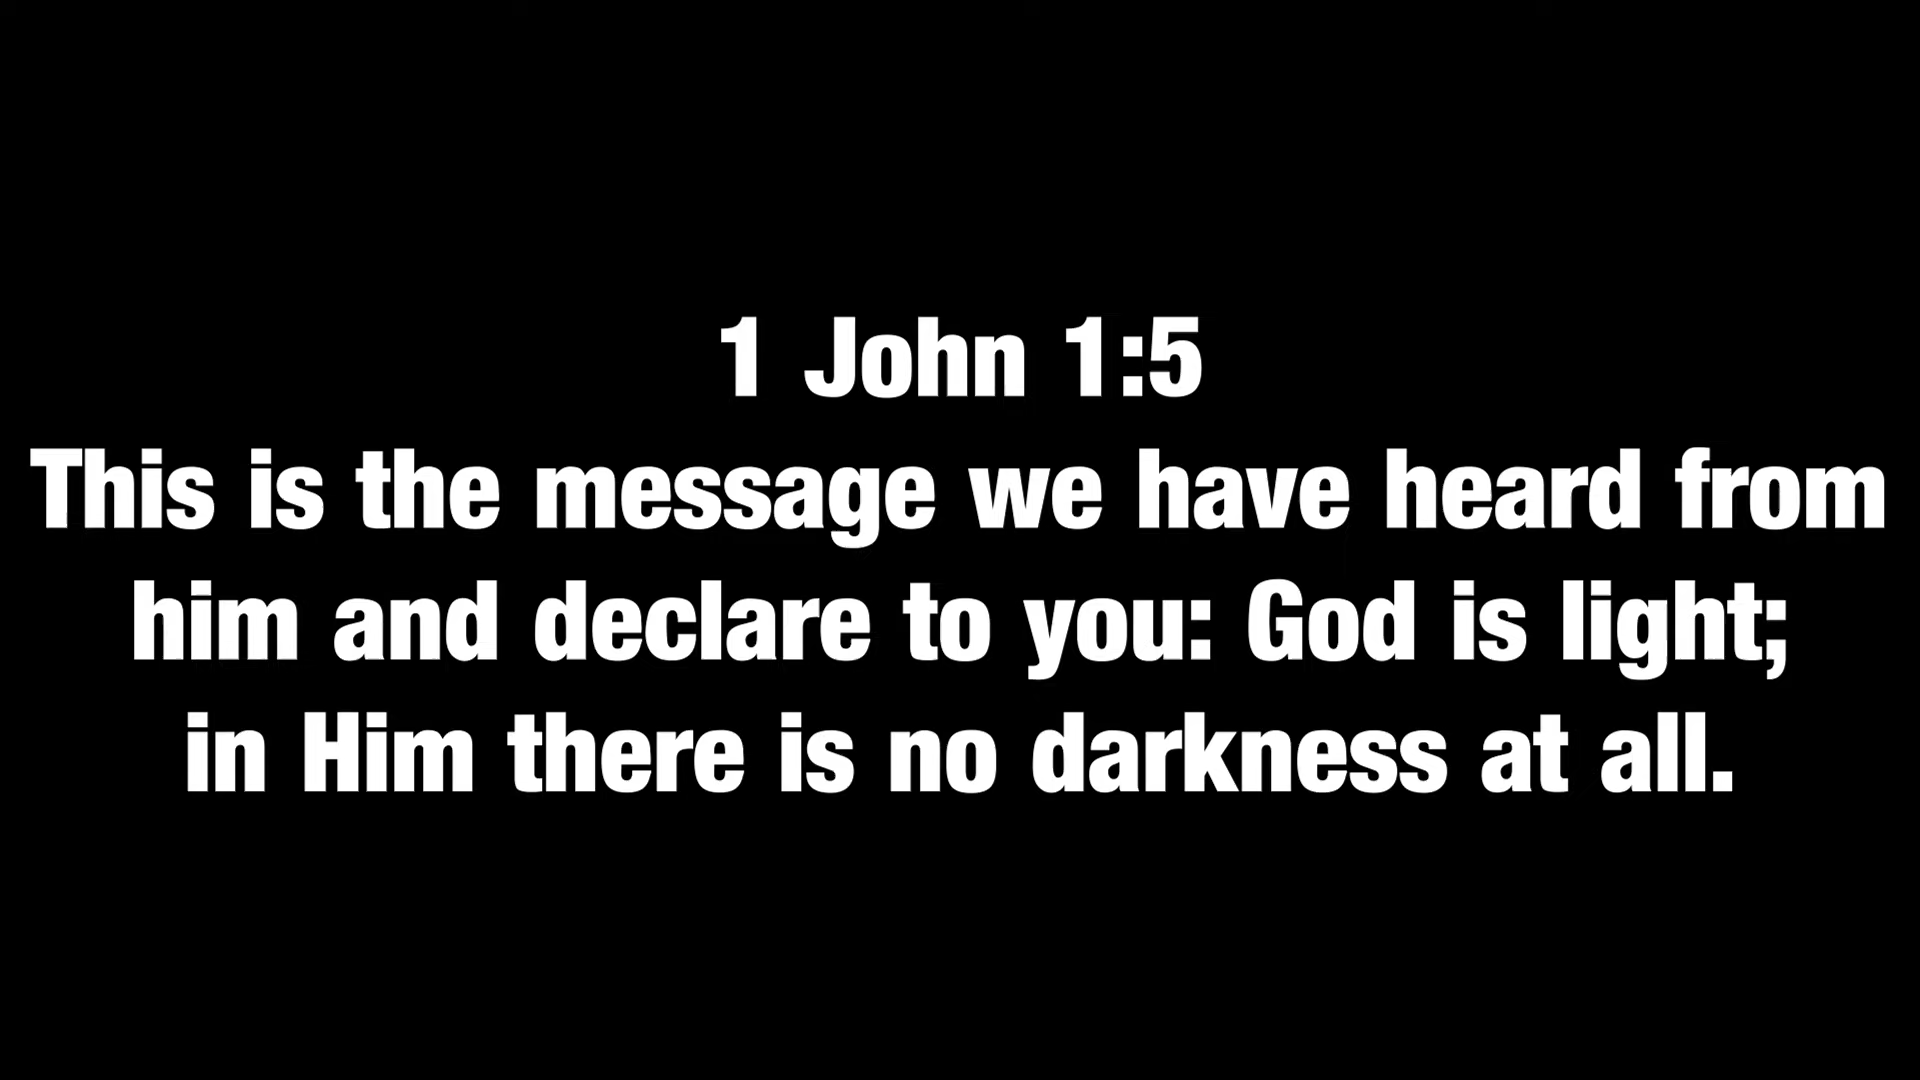 1 John 1:5
This is the message we have heard from
him and declare to you: God is light;
in Him there is no darkness at all.